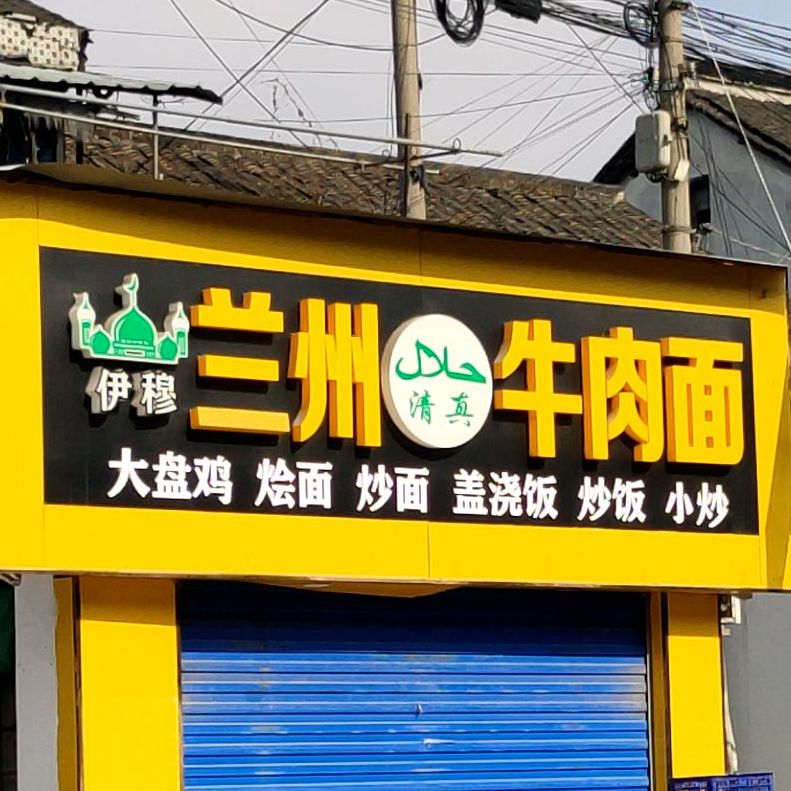 伊穆
兰州 حلال 牛肉面
清真
大盘鸡 烩面 炒面 盖浇饭 炒饭 小炒